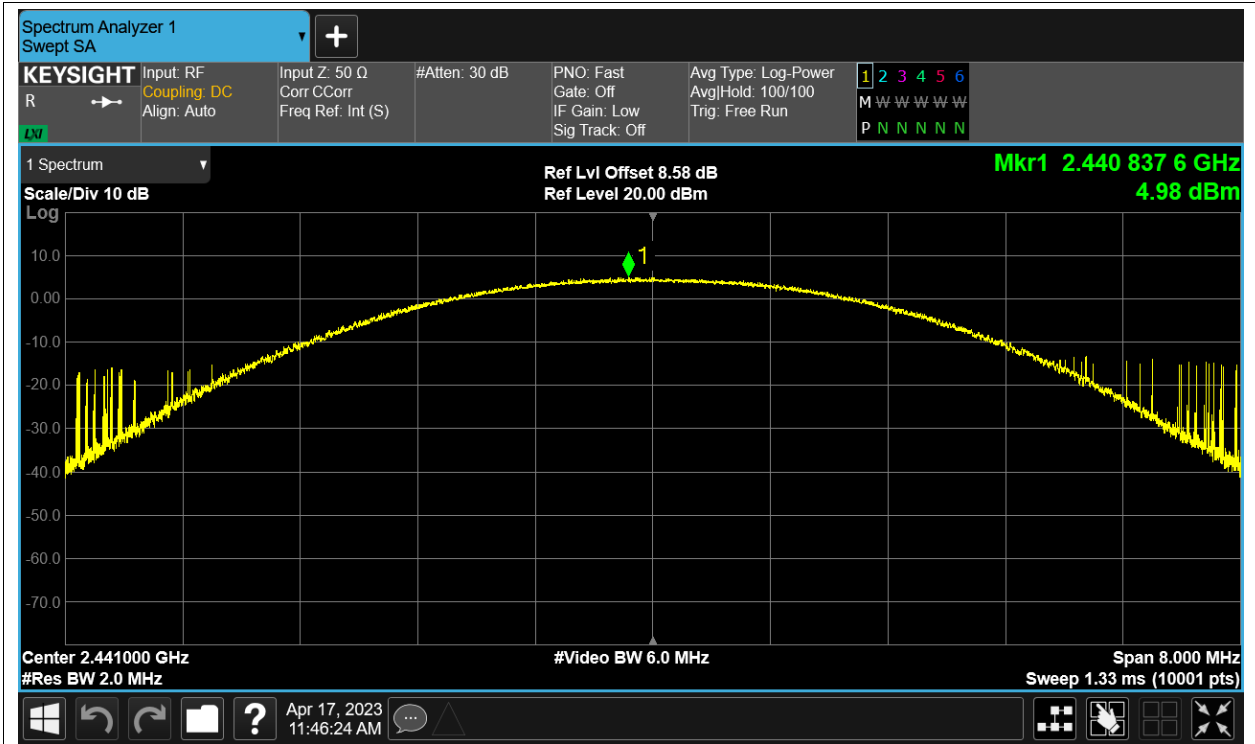 Spectrum Analyzer 1
Swept SA
KEYSIGHT
R
LXI
Input: RF
Coupling: DC
Align: Auto
Input Z: 50 Ω
Corr CCorr
Freq Ref: Int (S)
#Atten: 30 dB
PNO: Fast
Gate: Off
IF Gain: Low
Sig Track: Off
Avg Type: Log-Power
Avg|Hold: 100/100
Trig: Free Run
1 2 3 4 5 6
M W W W W W
P N N N N N
1 Spectrum
Scale/Div 10 dB
Ref Lvl Offset 8.58 dB
Ref Level 20.00 dBm
Mkr1 2.440 837 6 GHz
4.98 dBm
Log
1
10.0
0.00
-10.0
-20.0
-30.0
-40.0
-50.0
-60.0
-70.0
Center 2.441000 GHz
#Video BW 6.0 MHz
Span 8.000 MHz
#Res BW 2.0 MHz
Sweep 1.33 ms (10001 pts)
?
Apr 17, 2023
11:46:24 AM